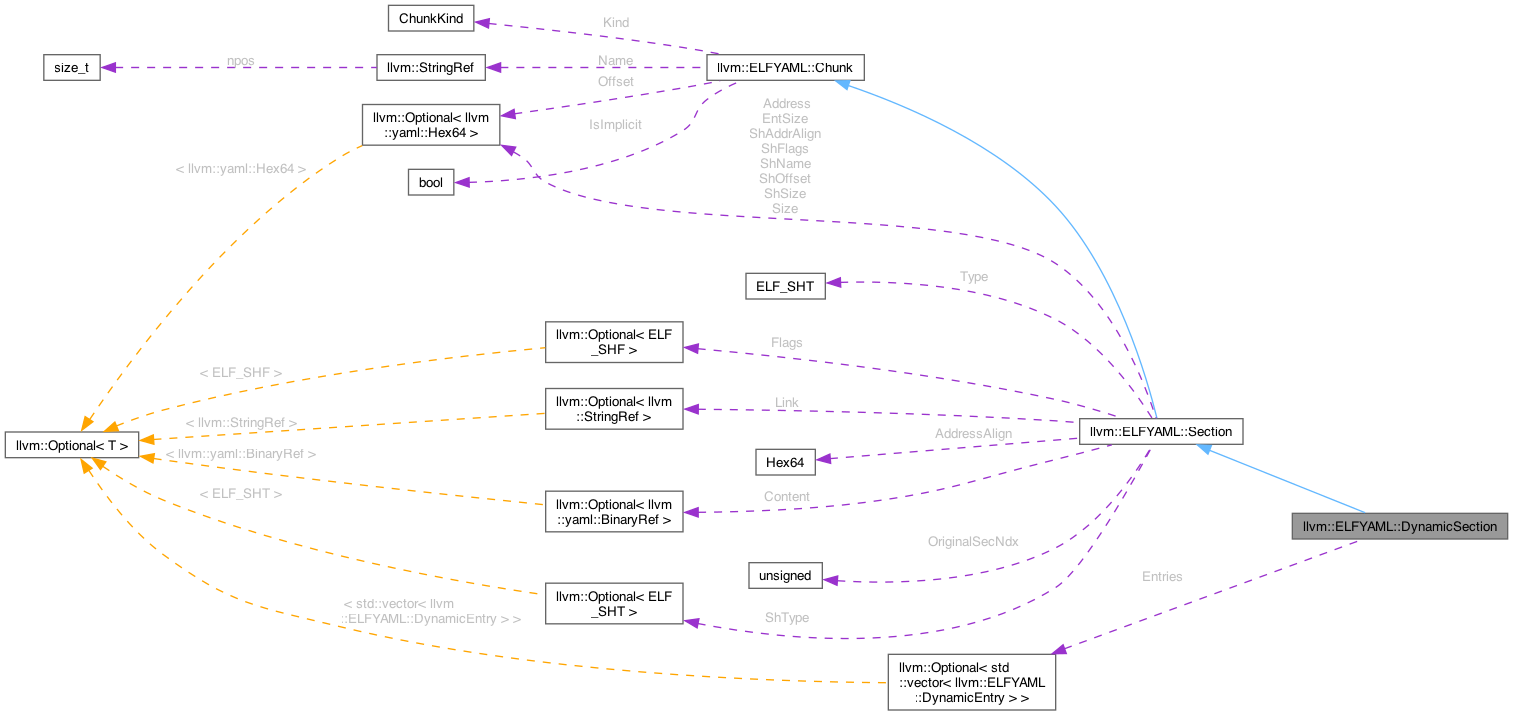 ChunkKind
Kind
size_t
npos
llvm::StringRef
Name
llvm::ELFYAML::Chunk
Offset
llvm::Optional< llvm
::yaml::Hex64 >
IsImplicit
Address
EntSize
ShAddrAlign
ShFlags
ShName
ShOffset
ShSize
Size
< llvm::yaml::Hex64 >
bool
ELF_SHT
Type
llvm::Optional< ELF
_SHF >
Flags
< ELF_SHF >
llvm::Optional< llvm
::StringRef >
Link
< llvm::StringRef >
llvm::Optional< T >
llvm::ELFYAML::Section
AddressAlign
Hex64
< llvm::yaml::BinaryRef >
< ELF_SHT >
llvm::Optional< llvm
::yaml::BinaryRef >
Content
llvm::ELFYAML::DynamicSection
OriginalSecNdx
unsigned
Entries
llvm::Optional< ELF
_SHT >
ShType
< std::vector< llvm
::ELFYAML::DynamicEntry > >
llvm::Optional< std
::vector< llvm::ELFYAML
::DynamicEntry > >